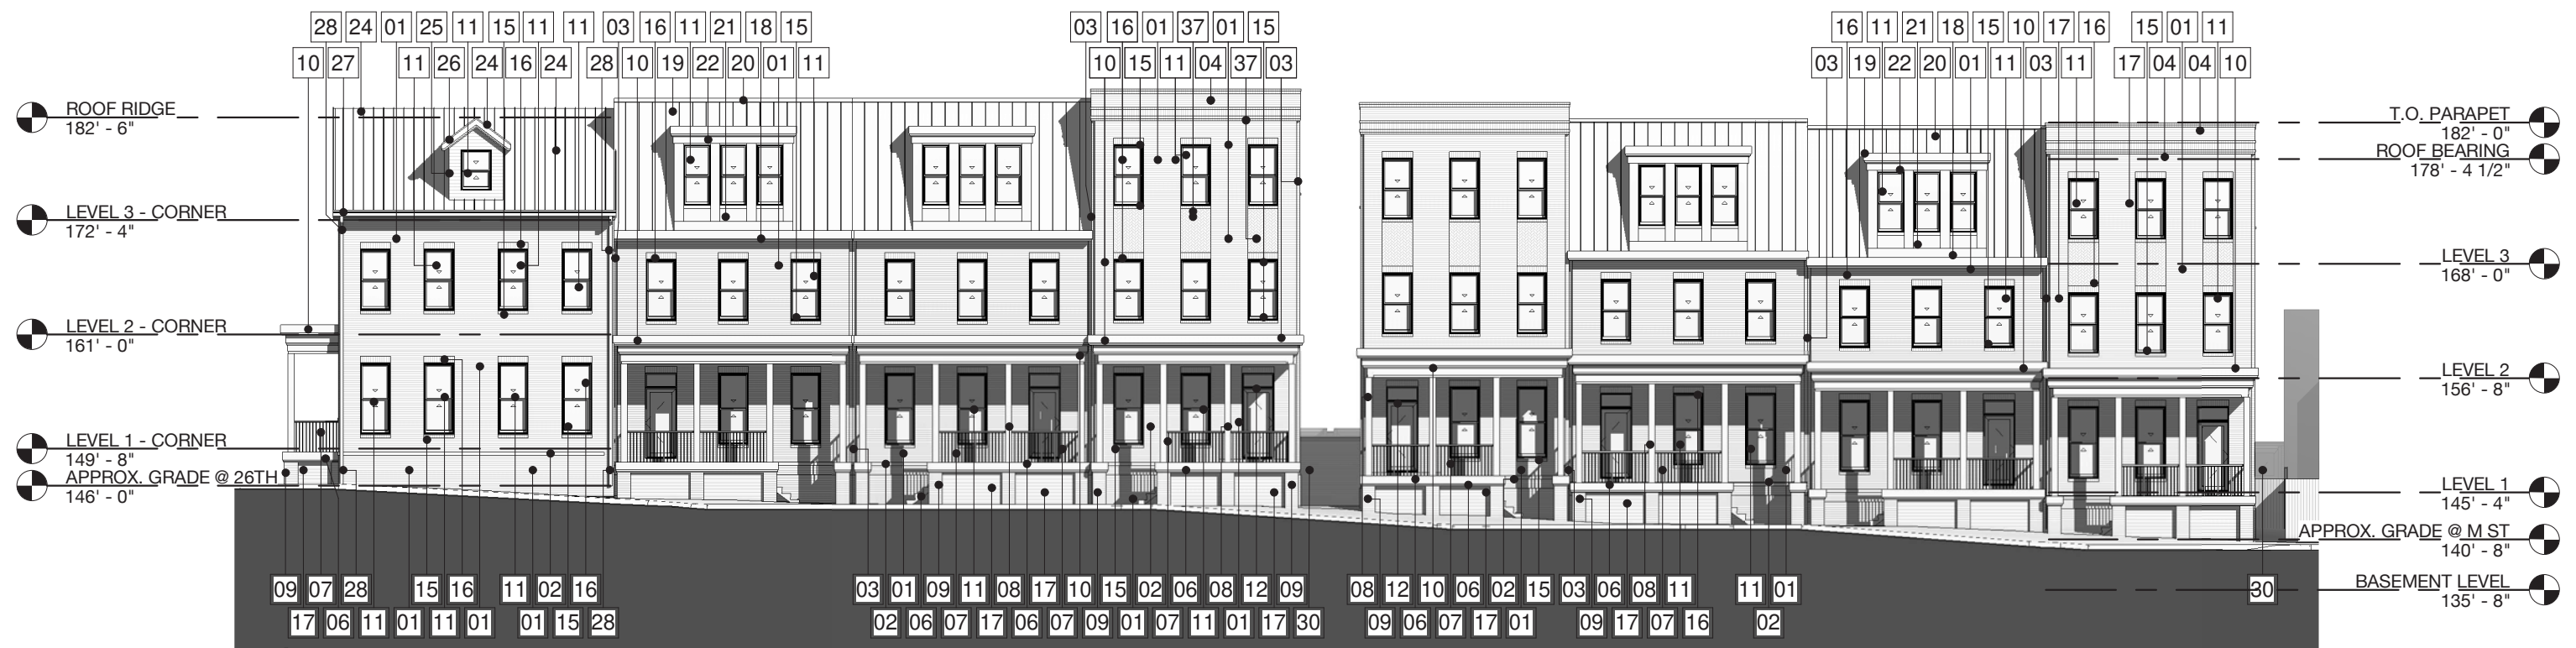 28 24 01 25 11 15 11 11 03 16 11 21 18 15 03 16 01 37 01 15 16 11 21 18 15 10 17 16 15 01 11
10 27 11 26 24 16 24 28 10 19 22 20 01 11 10 15 11 04 37 03 03 19 22 20 01 11 03 11 17 04 04 10
ROOF RIDGE
182' - 6"
LEVEL 3 - CORNER
172' - 4"
LEVEL 2 - CORNER
161' - 0"
LEVEL 1 - CORNER
149' - 8"
APPROX. GRADE @ 26TH
146' - 0"
T.O. PARAPET
182' - 0"
ROOF BEARING
178' - 4 1/2"
LEVEL 3
168' - 0"
LEVEL 2
156' - 8"
LEVEL 1
145' - 4"
APPROX. GRADE @ M ST
140' - 8"
BASEMENT LEVEL
135' - 8"
09 07 28 15 16 11 02 16 03 01 09 11 08 17 10 15 02 06 08 12 09 08 12 10 06 02 15 03 06 08 11 11 01 30
17 06 11 01 11 01 01 15 28 02 06 07 17 06 07 09 01 07 11 01 17 30 09 06 07 17 01 09 17 07 16 02